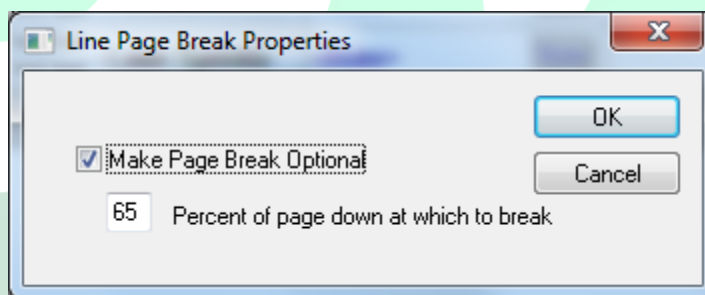 Line Page Break Properties
OK
Make Page Break Optional
Cancel
65 Percent of page down at which to break